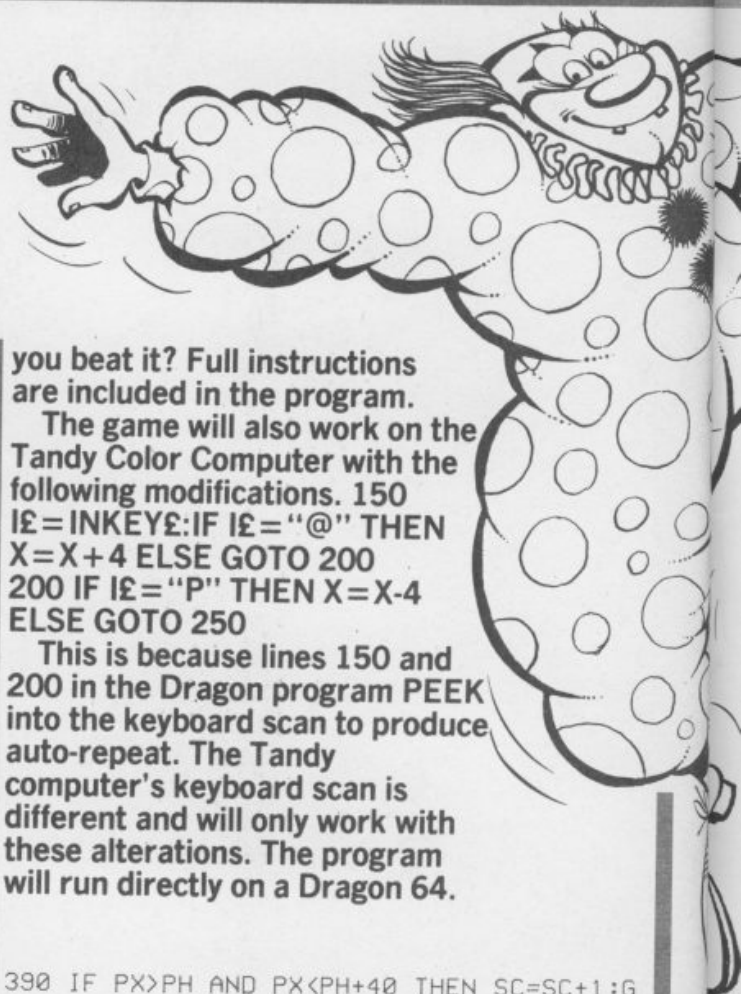 you beat it? Full instructions
are included in the program.
The game will also work on the
Tandy Color Computer with the
following modifications. 150
I£=INKEY£:IF I£="@" THEN
X=X+4 ELSE GOTO 200
200 IF I£="P" THEN X=X-4
ELSE GOTO 250
This is because lines 150 and
200 in the Dragon program PEEK
into the keyboard scan to produce
auto-repeat. The Tandy
computer's keyboard scan is
different and will only work with
these alterations. The program
will run directly on a Dragon 64.
390 IF PX>PH AND PX<PH+40 THEN SC=SC+1:G